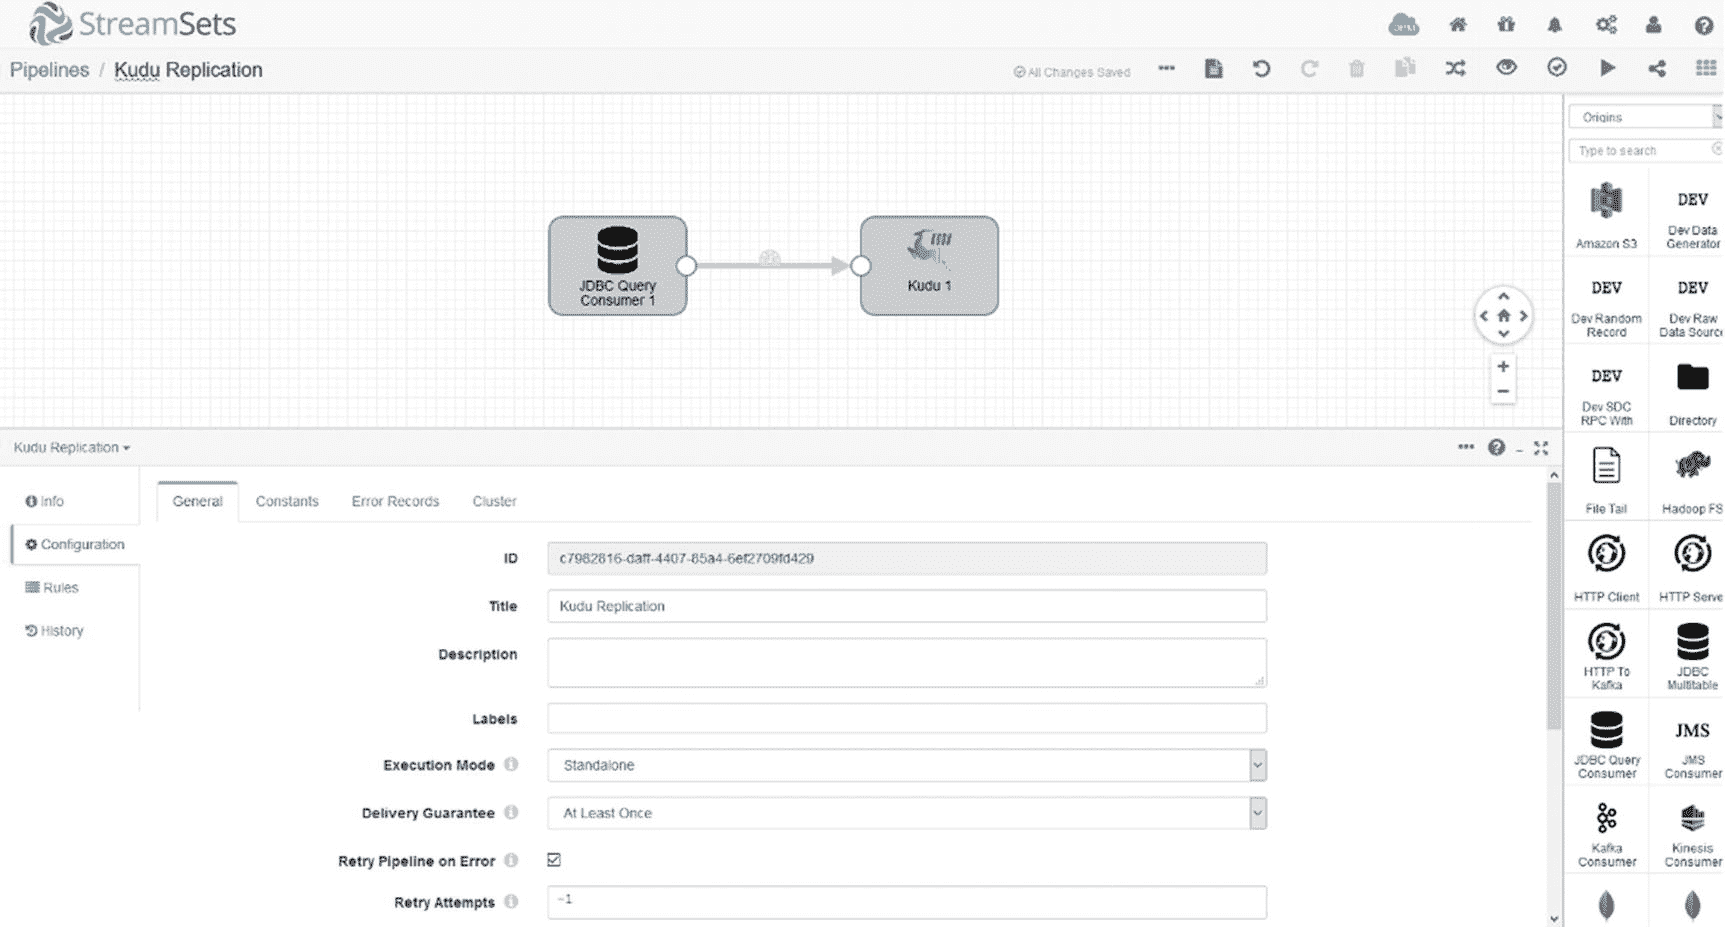 StreamSets
Pipelines / Kudu Replication
All Changes Saved
JDBC Query
Consumer 1
Kudu 1
Origins
Type to search
Amazon S3
DEV
Dev Data
Generator
DEV
Dev Random
Record
DEV
Dev Raw
Data Source
DEV
Dev SDC
RPC With
Directory
File Tail
Hadoop FS
HTTP Client
HTTP Serve
HTTP To
Kafka
JDBC
Multitable
JDBC Query
Consumer
JMS
JMS
Consumer
Kafka
Consumer
Kinesis
Consumer
Kudu Replication
Info
Configuration
Rules
History
General
Constants
Error Records
Cluster
ID
c7982816-daff-4407-85a4-6ef2709fd429
Title
Kudu Replication
Description
Labels
Execution Mode
Standalone
Delivery Guarantee
At Least Once
Retry Pipeline on Error
Retry Attempts
-1